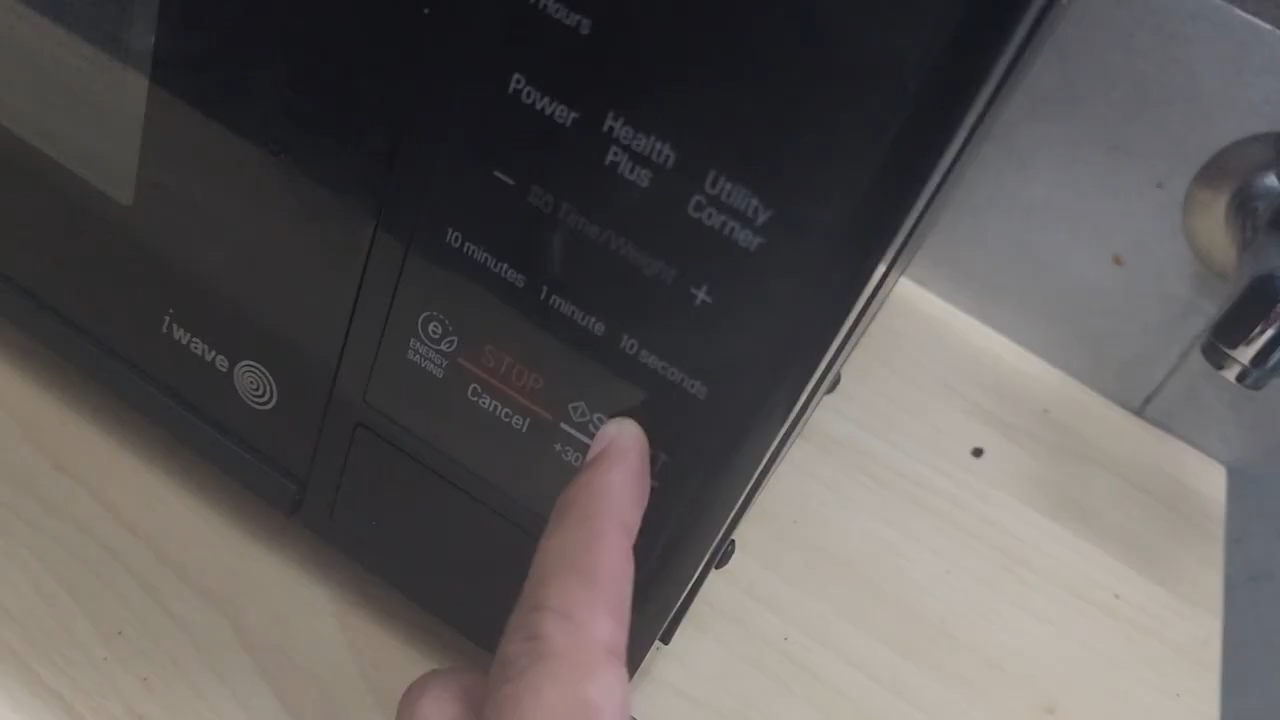 /Hours
Power
Health
Plus
Utility
Corner
− Time/Weight +
10 minutes 1 minute 10 seconds
e
ENERGY
SAVING
STOP
Cancel
+30
i wave